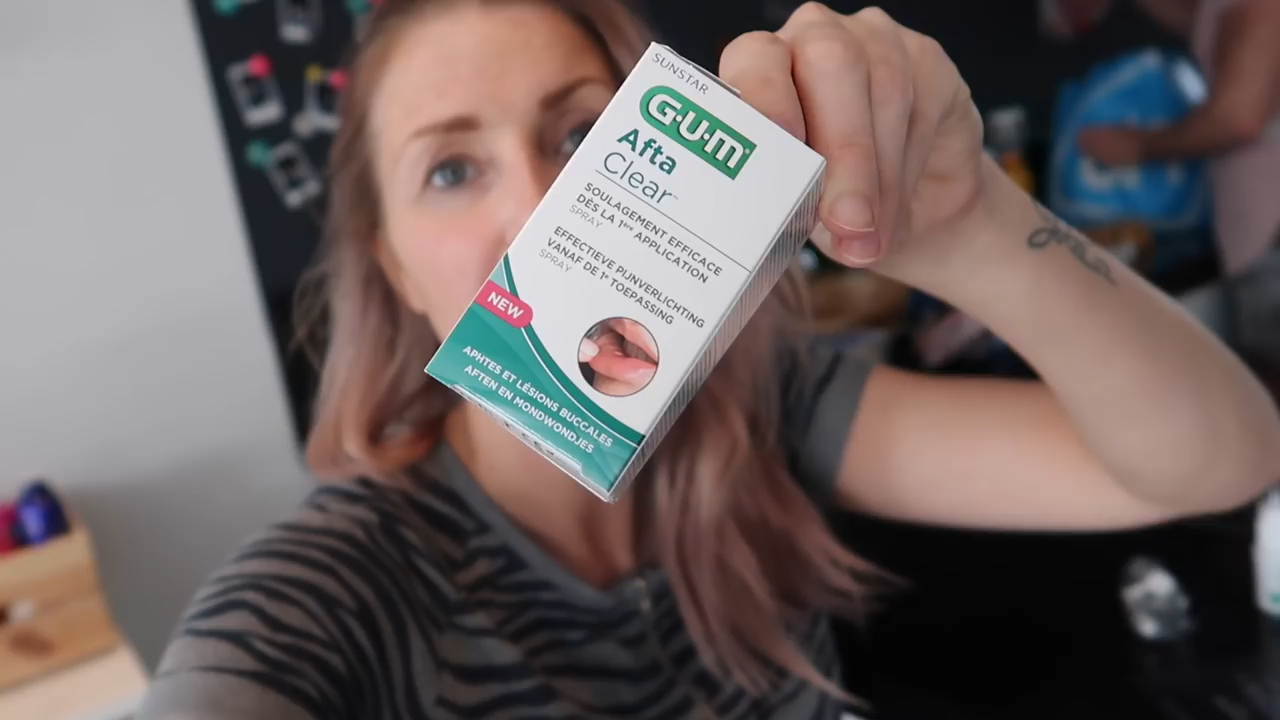 SUNSTAR
G·U·M
Afta
Clear™
SOULAGEMENT EFFICACE
DÈS LA 1ère APPLICATION
SPRAY
EFFECTIEVE PIJNVERLICHTING
VANAF DE 1e TOEPASSING
SPRAY
NEW
APHTES ET LÉSIONS BUCCALES
AFTEN EN MONDWONDJES